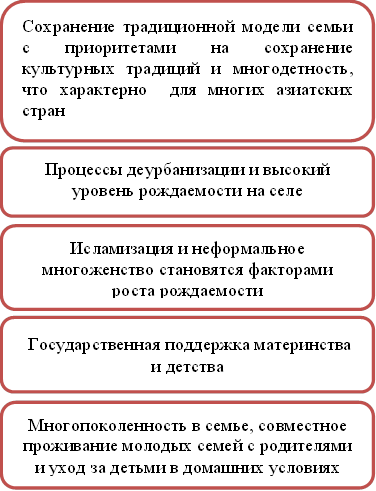 Сохранение традиционной модели семьи
с приоритетами на сохранение
культурных традиций и многодетность,
что характерно для многих азиатских
стран
Процессы деурбанизации и высокий
уровень рождаемости на селе
Исламизация и неформальное
многоженство становятся факторами
роста рождаемости
Государственная поддержка материнства
и детства
Многопоколенность в семье, совместное
проживание молодых семей с родителями
и уход за детьми в домашних условиях